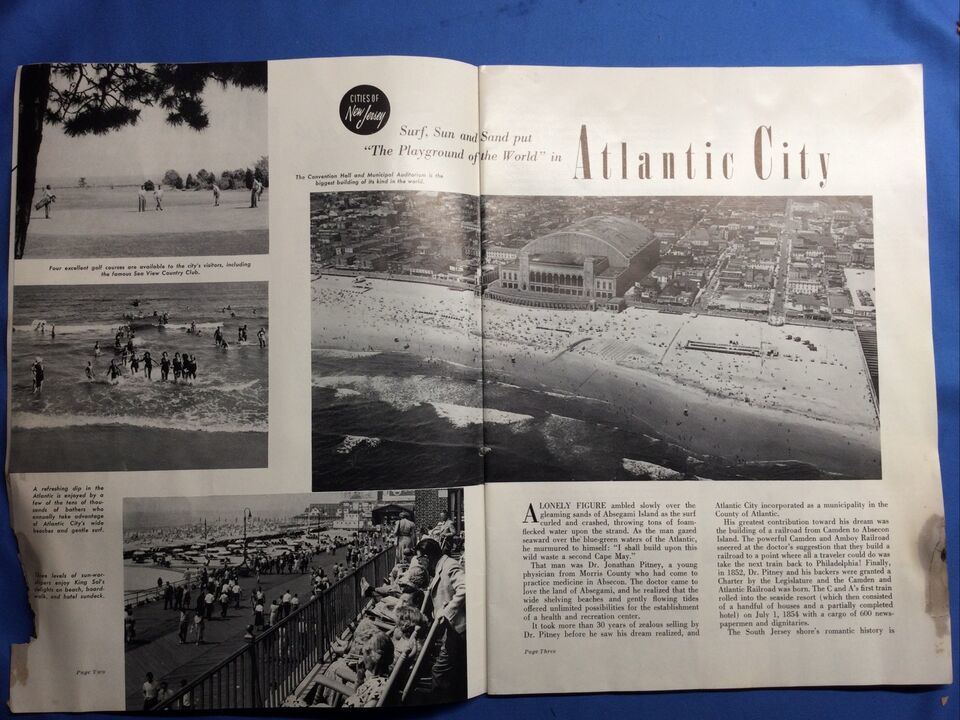 CITIES OF
New Jersey
Surf, Sun and Sand put
"The Playground of the World" in
Atlantic City
The Convention Hall and Municipal Auditorium is the
biggest building of its kind in the world.
Four excellent golf courses are available to the city's visitors, including
the famous Sea View Country Club.
A refreshing dip in the
Atlantic is enjoyed by a
few of the tens of thou-
sands of bathers who
annually take advantage
of Atlantic City's wide
beaches and gentle surf.
Three levels of sun-wor-
shipers enjoy King Sol's
delights on beach, board-
walk, and hotel sundeck.
Page Two
A LONELY FIGURE ambled slowly over the
gleaming sands of Absegani Island as the surf
curled and crashed, throwing tons of foam-
flecked water upon the strand. As the man gazed
seaward over the blue-green waters of the Atlantic,
he murmured to himself: "I shall build upon this
wild waste a second Cape May."
That man was Dr. Jonathan Pitney, a young
physician from Morris County who had come to
practice medicine in Absecon. The doctor came to
love the land of Absegami, and he realized that the
wide shelving beaches and gently flowing tides
offered unlimited possibilities for the establishment
of a health and recreation center.
It took more than 30 years of zealous selling by
Dr. Pitney before he saw his dream realized, and
Page Three
Atlantic City incorporated as a municipality in the
County of Atlantic.
His greatest contribution toward his dream was
the building of a railroad from Camden to Absecon
Island. The powerful Camden and Amboy Railroad
sneered at the doctor's suggestion that they build a
railroad to a point where all a traveler could do was
take the next train back to Philadelphia! Finally,
in 1852, Dr. Pitney and his backers were granted a
Charter by the Legislature and the Camden and
Atlantic Railroad was born. The C and A's first train
rolled into the seaside resort (which then consisted
of a handful of houses and a partially completed
hotel) on July 1, 1854 with a cargo of 600 news-
papermen and dignitaries.
The South Jersey shore's romantic history is